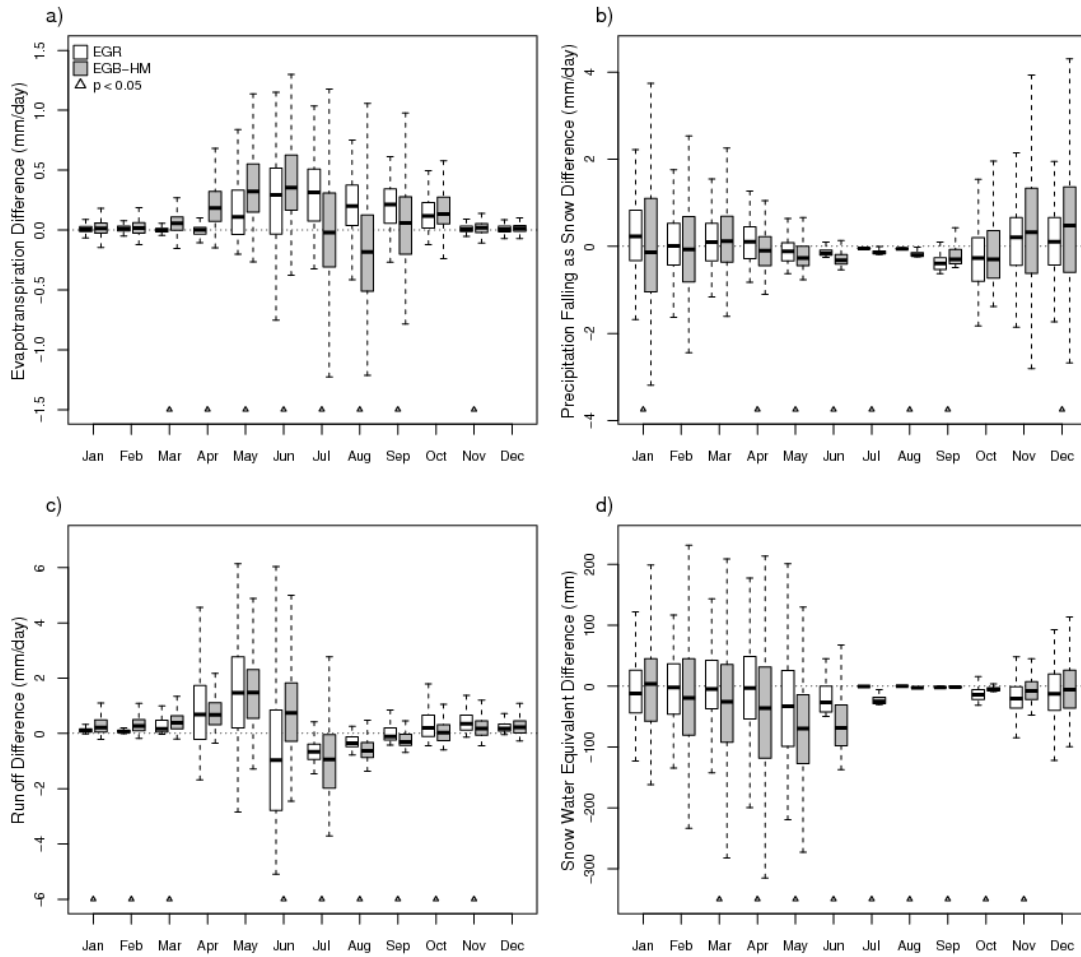 a)
Evapotranspiration Difference (mm/day)
1.5
1.0
0.5
0.0
−0.5
−1.0
−1.5
EGR
EGB−HM
p < 0.05
Jan Feb Mar Apr May Jun Jul Aug Sep Oct Nov Dec
b)
Precipitation Falling as Snow Difference (mm/day)
4
2
0
−2
−4
Jan Feb Mar Apr May Jun Jul Aug Sep Oct Nov Dec
c)
Runoff Difference (mm/day)
6
4
2
0
−2
−4
−6
Jan Feb Mar Apr May Jun Jul Aug Sep Oct Nov Dec
d)
Snow Water Equivalent Difference (mm)
200
100
0
−100
−200
−300
Jan Feb Mar Apr May Jun Jul Aug Sep Oct Nov Dec